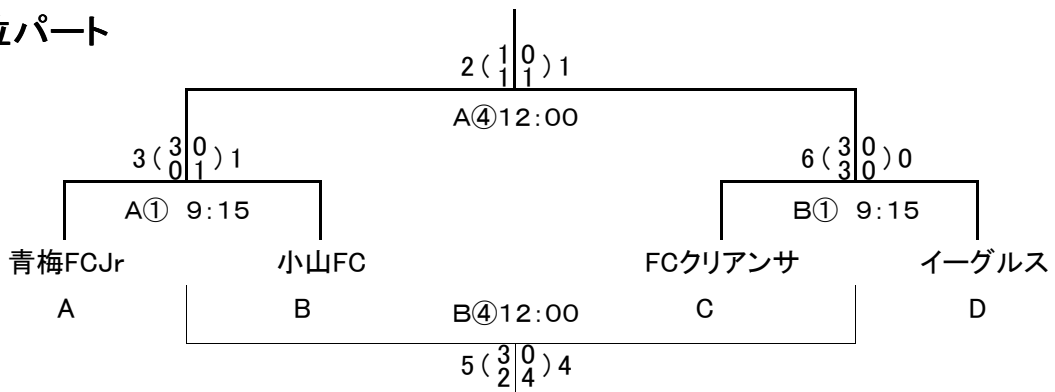 パート
2(1 0)1
1 1
A④12:00
3(3 0)1
0 1
6(3 0)0
3 0
A① 9:15
B① 9:15
青梅FCJr
小山FC
FCクリアンサ
イーグルス
A
B
B④12:00
C
D
5(3 0)4
2 4